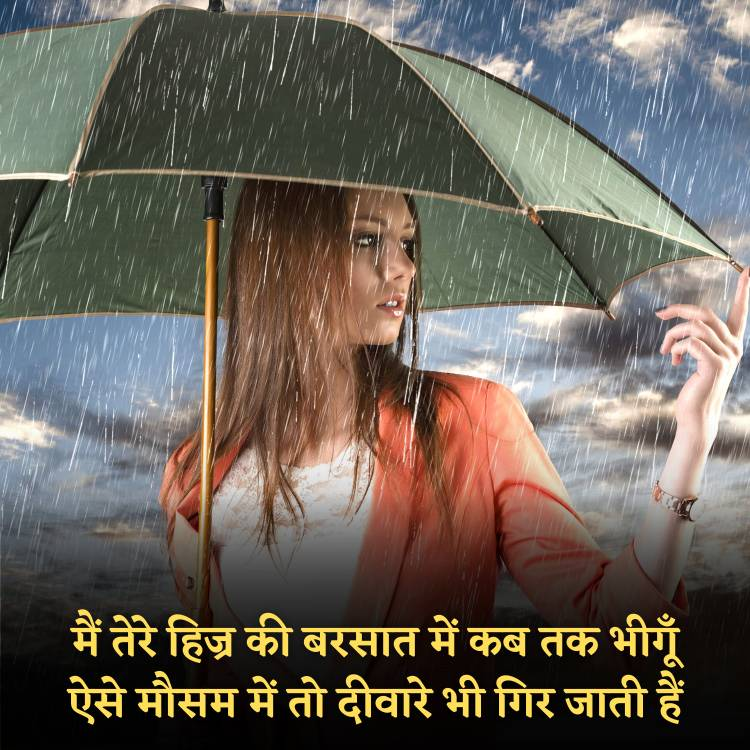 मैं तेरे हिज्र की बरसात में कब तक भीगूँ
ऐसे मौसम में तो दीवारे भी गिर जाती हैं